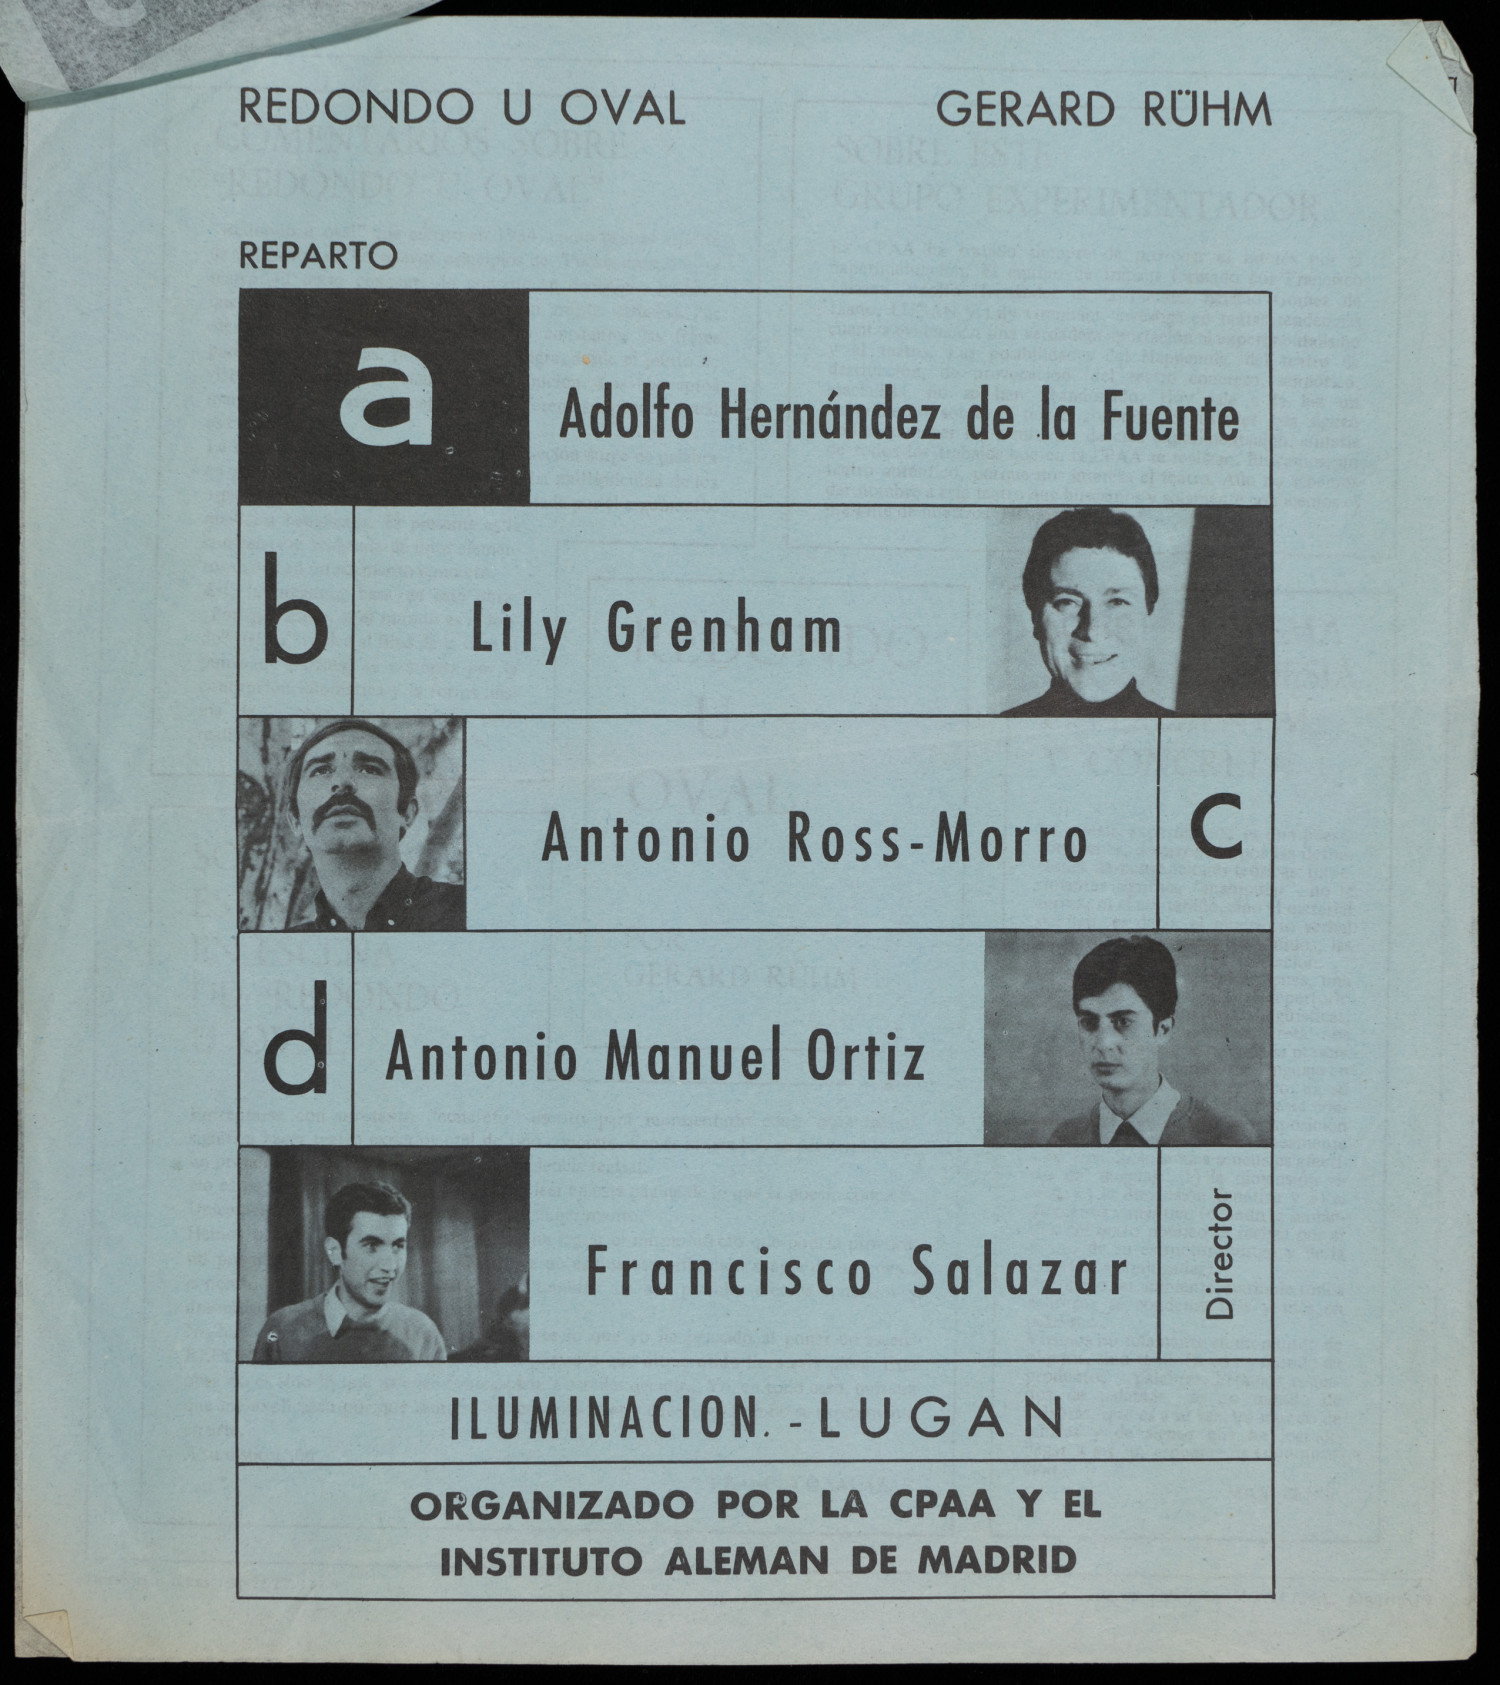 REDONDO U OVAL
GERARD RÜHM
REPARTO
a
Adolfo Hernández de la Fuente
b
Lily Grenham
Antonio Ross-Morro
c
d
Antonio Manuel Ortiz
Francisco Salazar
Director
ILUMINACION. - LUGAN
ORGANIZADO POR LA CPAA Y EL
INSTITUTO ALEMAN DE MADRID